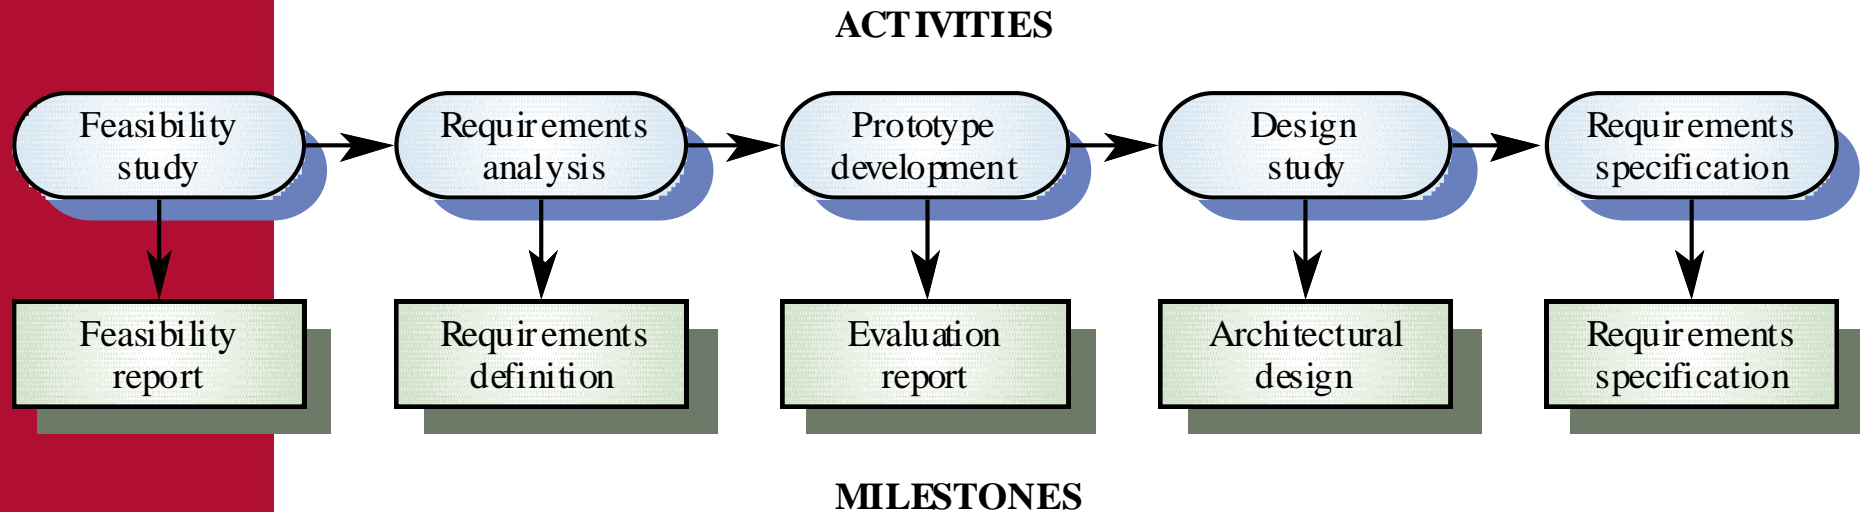 ACTIVITIES
Feasibility
study
Requirements
analysis
Prototype
development
Design
study
Requirements
specification
Feasibility
report
Requirements
definition
Evaluation
report
Architectural
design
Requirements
specification
MILESTONES